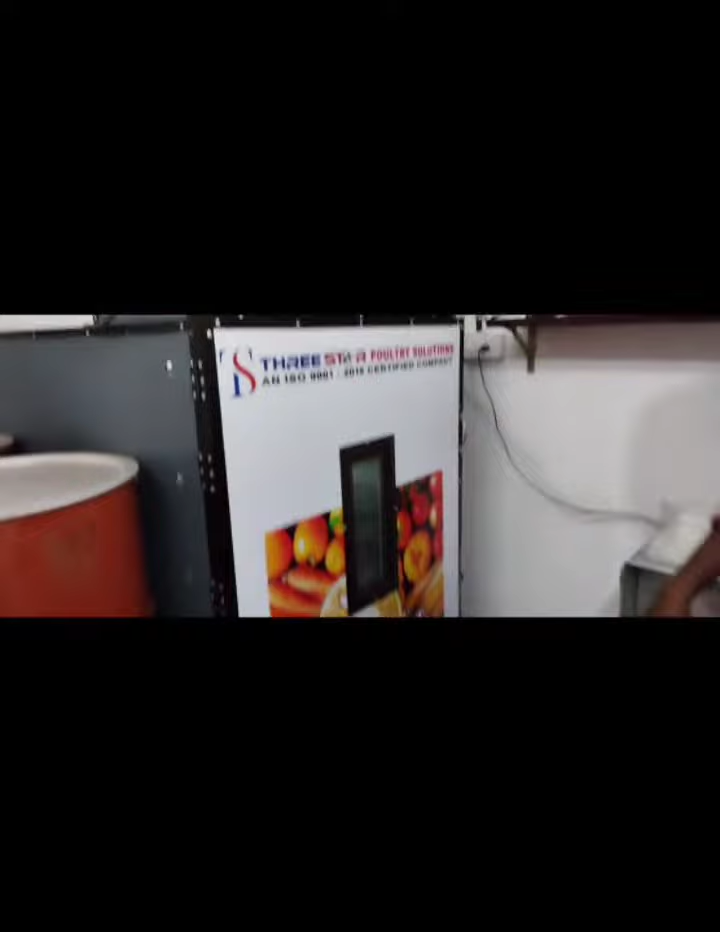 THREE STAR POULTRY SOLUTIONS
AN ISO 9001 - 2015 CERTIFIED COMPANY